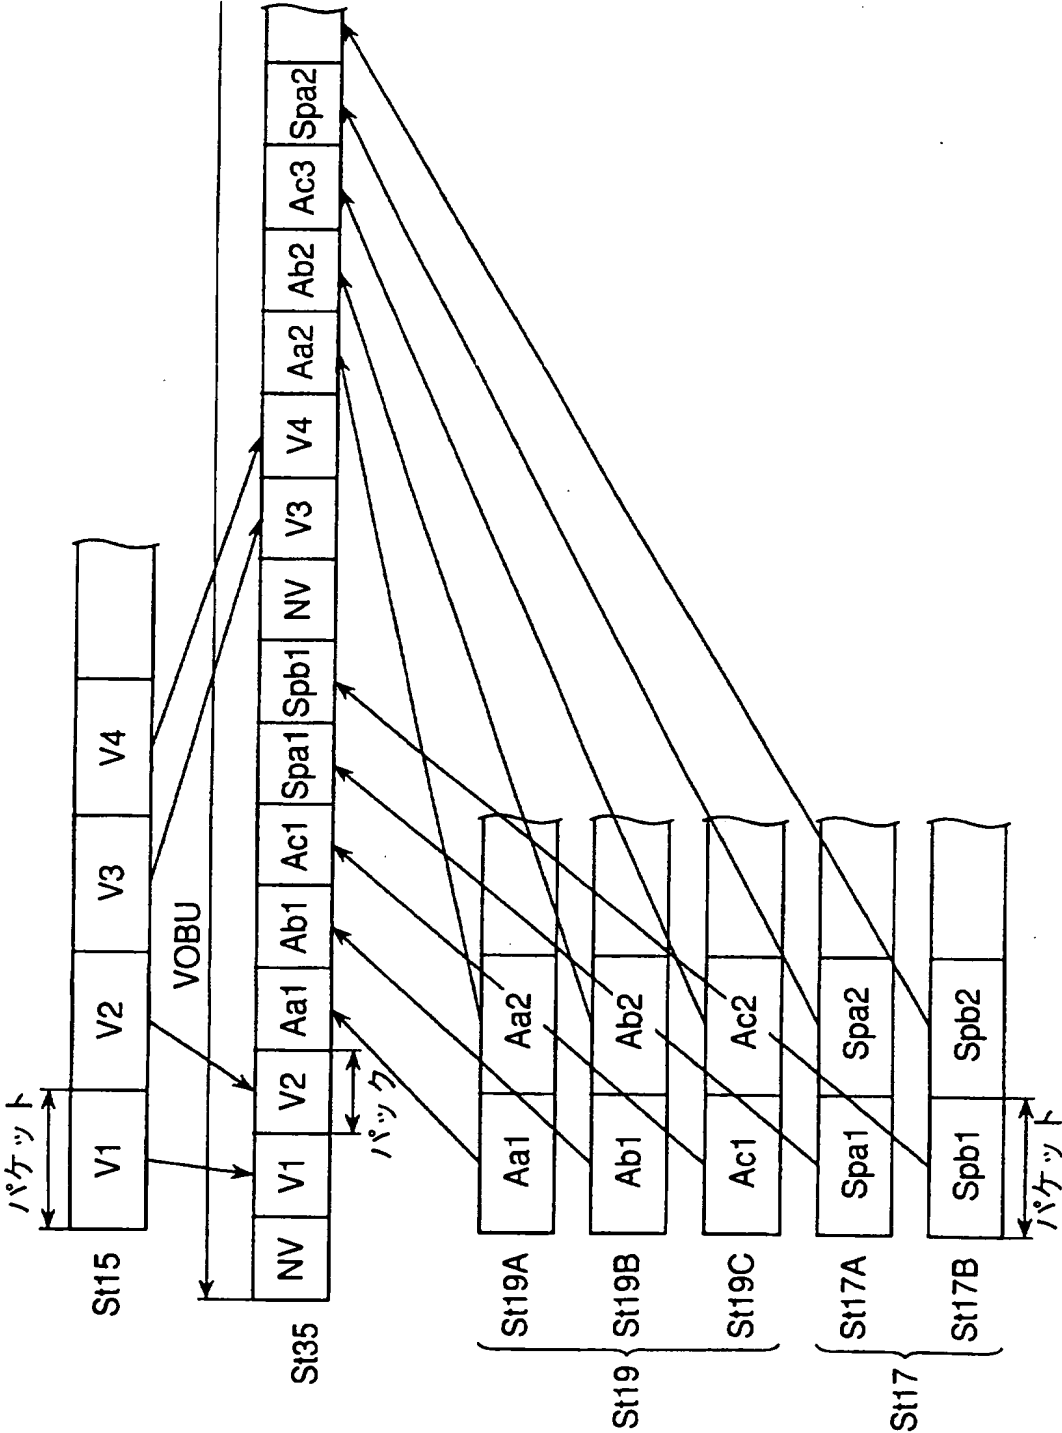 パケット
St15
V1
V2
V3
V4
VOBU
St35
NV
V1
V2
Aa1
Ab1
Ac1
Spa1
Spb1
NV
V3
V4
Aa2
Ab2
Ac3
Spa2
パック
St19
St19A
Aa1
Aa2
St19B
Ab1
Ab2
St19C
Ac1
Ac2
St17
St17A
Spa1
Spa2
St17B
Spb1
Spb2
パケット